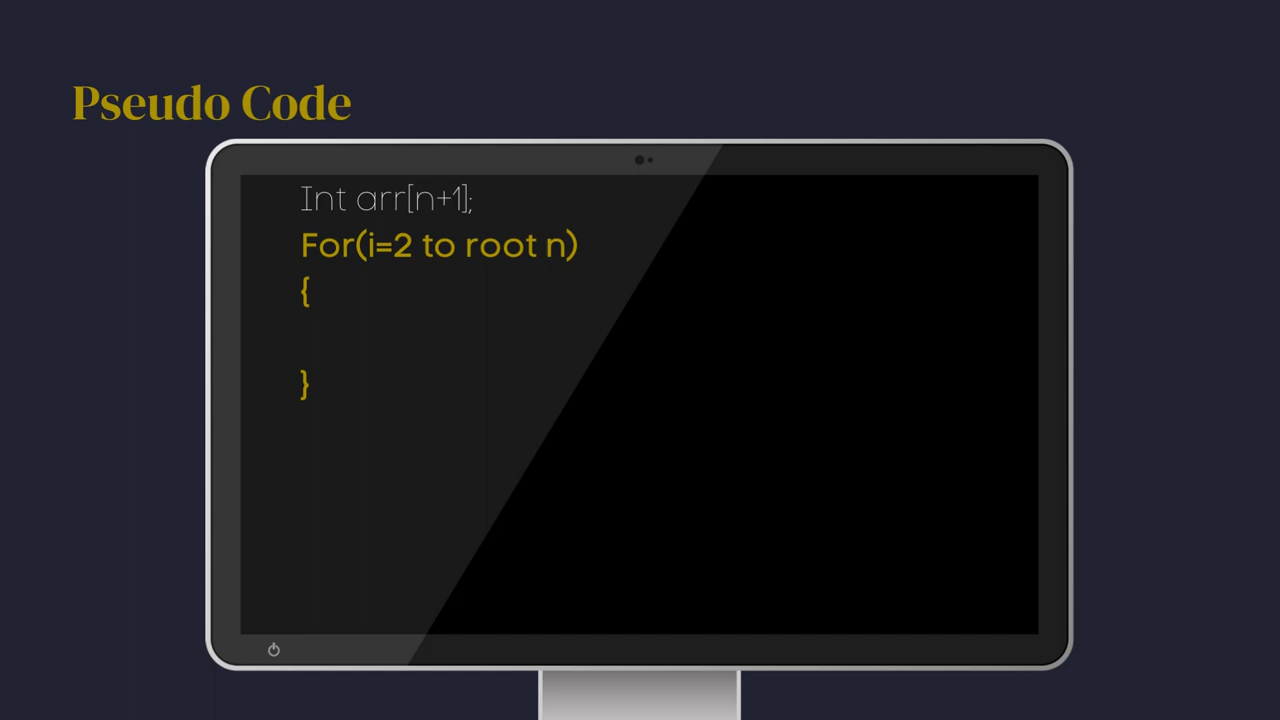 Pseudo Code
Int arr[n+1];
For(i=2 to root n)
{
}